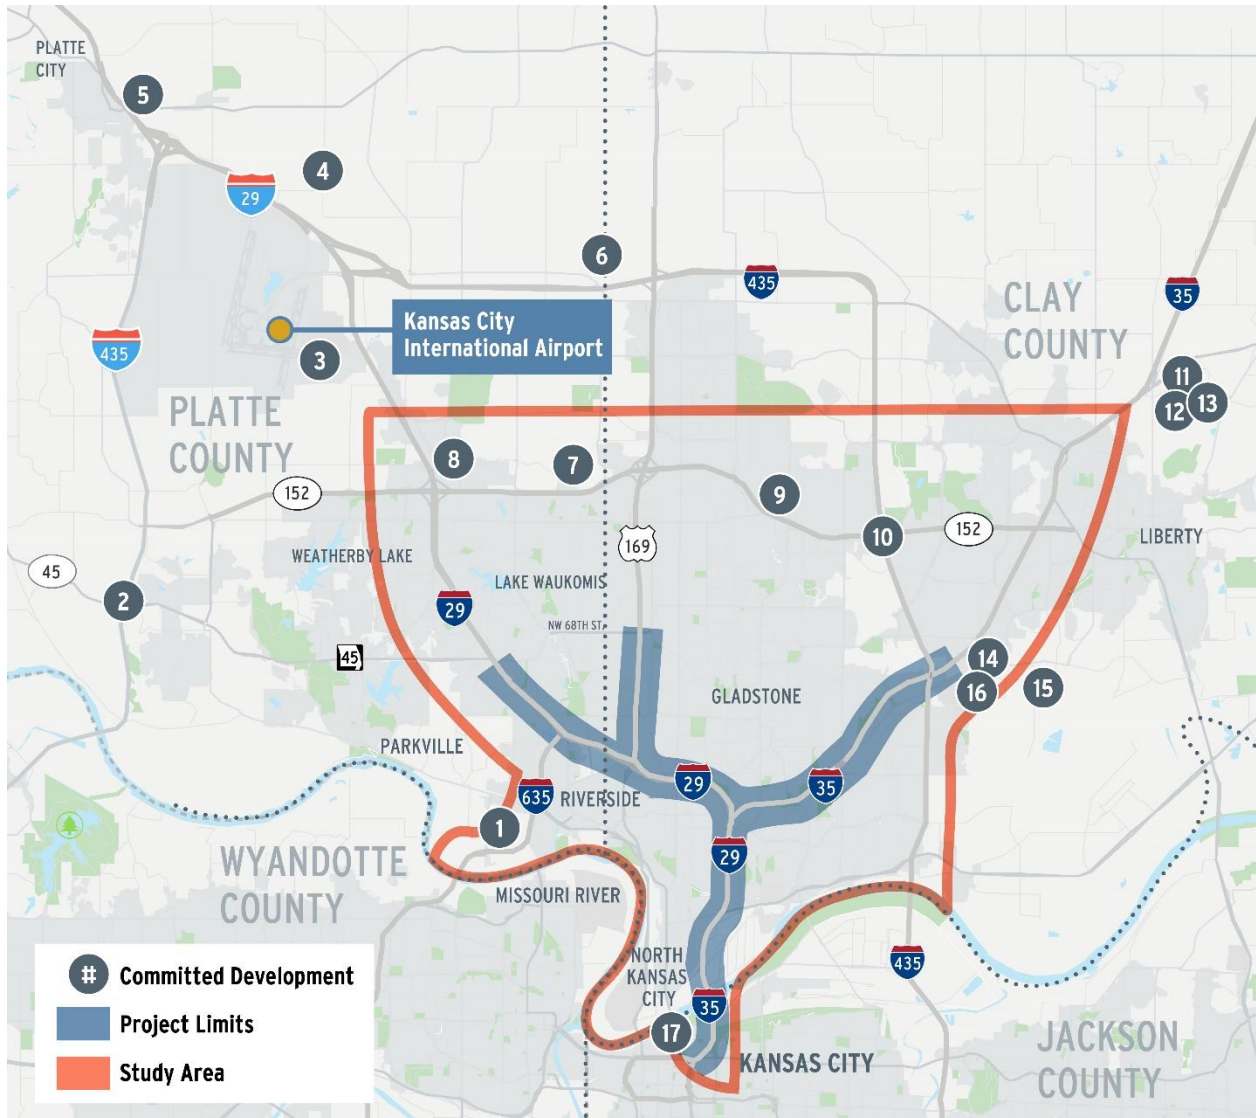 PLATTE
CITY
5
4
29
6
435
CLAY
COUNTY
35
Kansas City
International Airport
435
3
11
12
13
PLATTE
COUNTY
8
7
9
152
10
152
169
LIBERTY
WEATHERBY LAKE
LAKE WAUKOMIS
45
2
29
NW 68TH ST.
45
14
15
16
GLADSTONE
PARKVILLE
635
RIVERSIDE
29
35
1
29
WYANDOTTE
COUNTY
MISSOURI RIVER
NORTH
KANSAS
CITY
435
35
17
KANSAS CITY
JACKSON
COUNTY
# Committed Development
Project Limits
Study Area